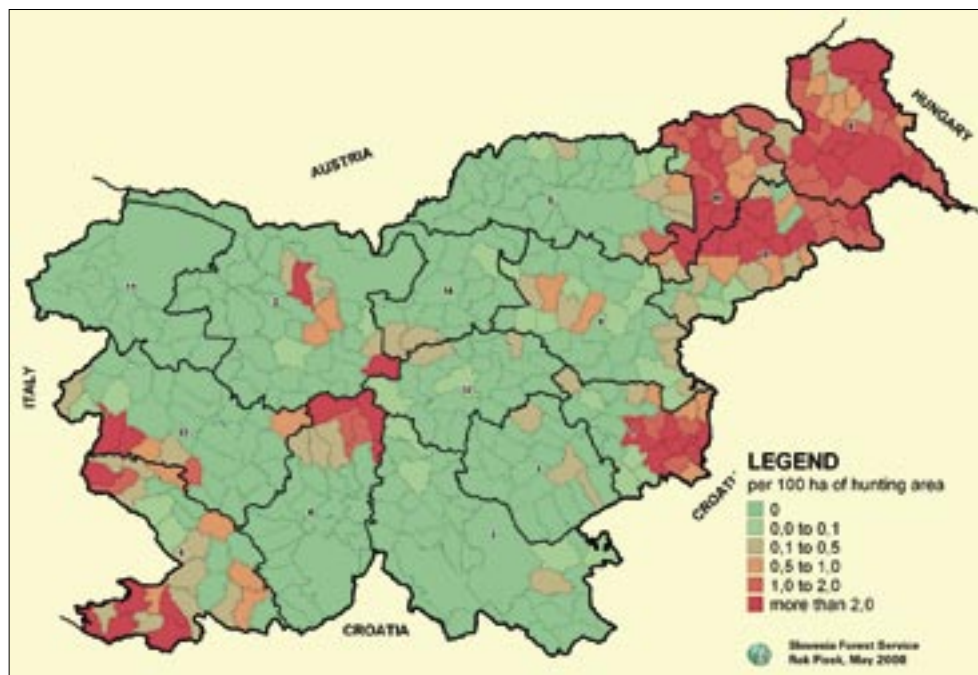 AUSTRIA
HUNGARY
ITALY
CROATI
CROATIA
LEGEND
per 100 ha of hunting area
0
0,0 to 0,1
0,1 to 0,5
0,5 to 1,0
1,0 to 2,0
more than 2,0
Slovenia Forest Service
Rok Pisek, May 2008